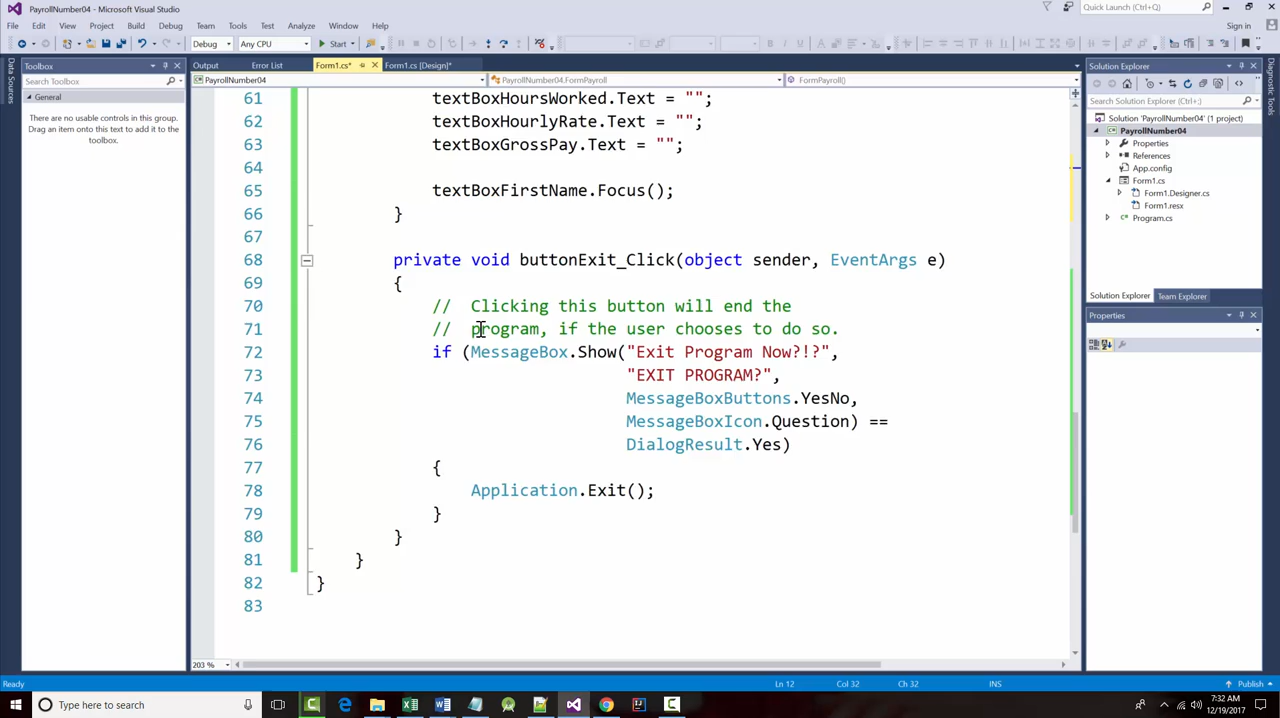 PayrollNumber04 - Microsoft Visual Studio
Quick Launch (Ctrl+Q)
File Edit View Project Build Debug Team Tools Test Analyze Window Help
Sign in
Debug Any CPU Start
Data Sources
Toolbox
Search Toolbox
General
There are no usable controls in this group. Drag an item onto this text to add it to the toolbox.
Output Error List Form1.cs* Form1.cs [Design]*
PayrollNumber04 PayrollNumber04.FormPayroll FormPayroll()
61 textBoxHoursWorked.Text = "";
62 textBoxHourlyRate.Text = "";
63 textBoxGrossPay.Text = "";
64
65 textBoxFirstName.Focus();
66 }
67
68 private void buttonExit_Click(object sender, EventArgs e)
69 {
70 // Clicking this button will end the
71 // program, if the user chooses to do so.
72 if (MessageBox.Show("Exit Program Now?!?",
73 "EXIT PROGRAM?",
74 MessageBoxButtons.YesNo,
75 MessageBoxIcon.Question) ==
76 DialogResult.Yes)
77 {
78 Application.Exit();
79 }
80 }
81 }
82 }
83
203 %
Solution Explorer
Search Solution Explorer (Ctrl+;)
Solution 'PayrollNumber04' (1 project)
PayrollNumber04
Properties
References
App.config
Form1.cs
Form1.Designer.cs
Form1.resx
Program.cs
Solution Explorer Team Explorer
Properties
Diagnostic Tools
Ready Ln 12 Col 32 Ch 32 INS Publish
Type here to search
7:32 AM
12/19/2017